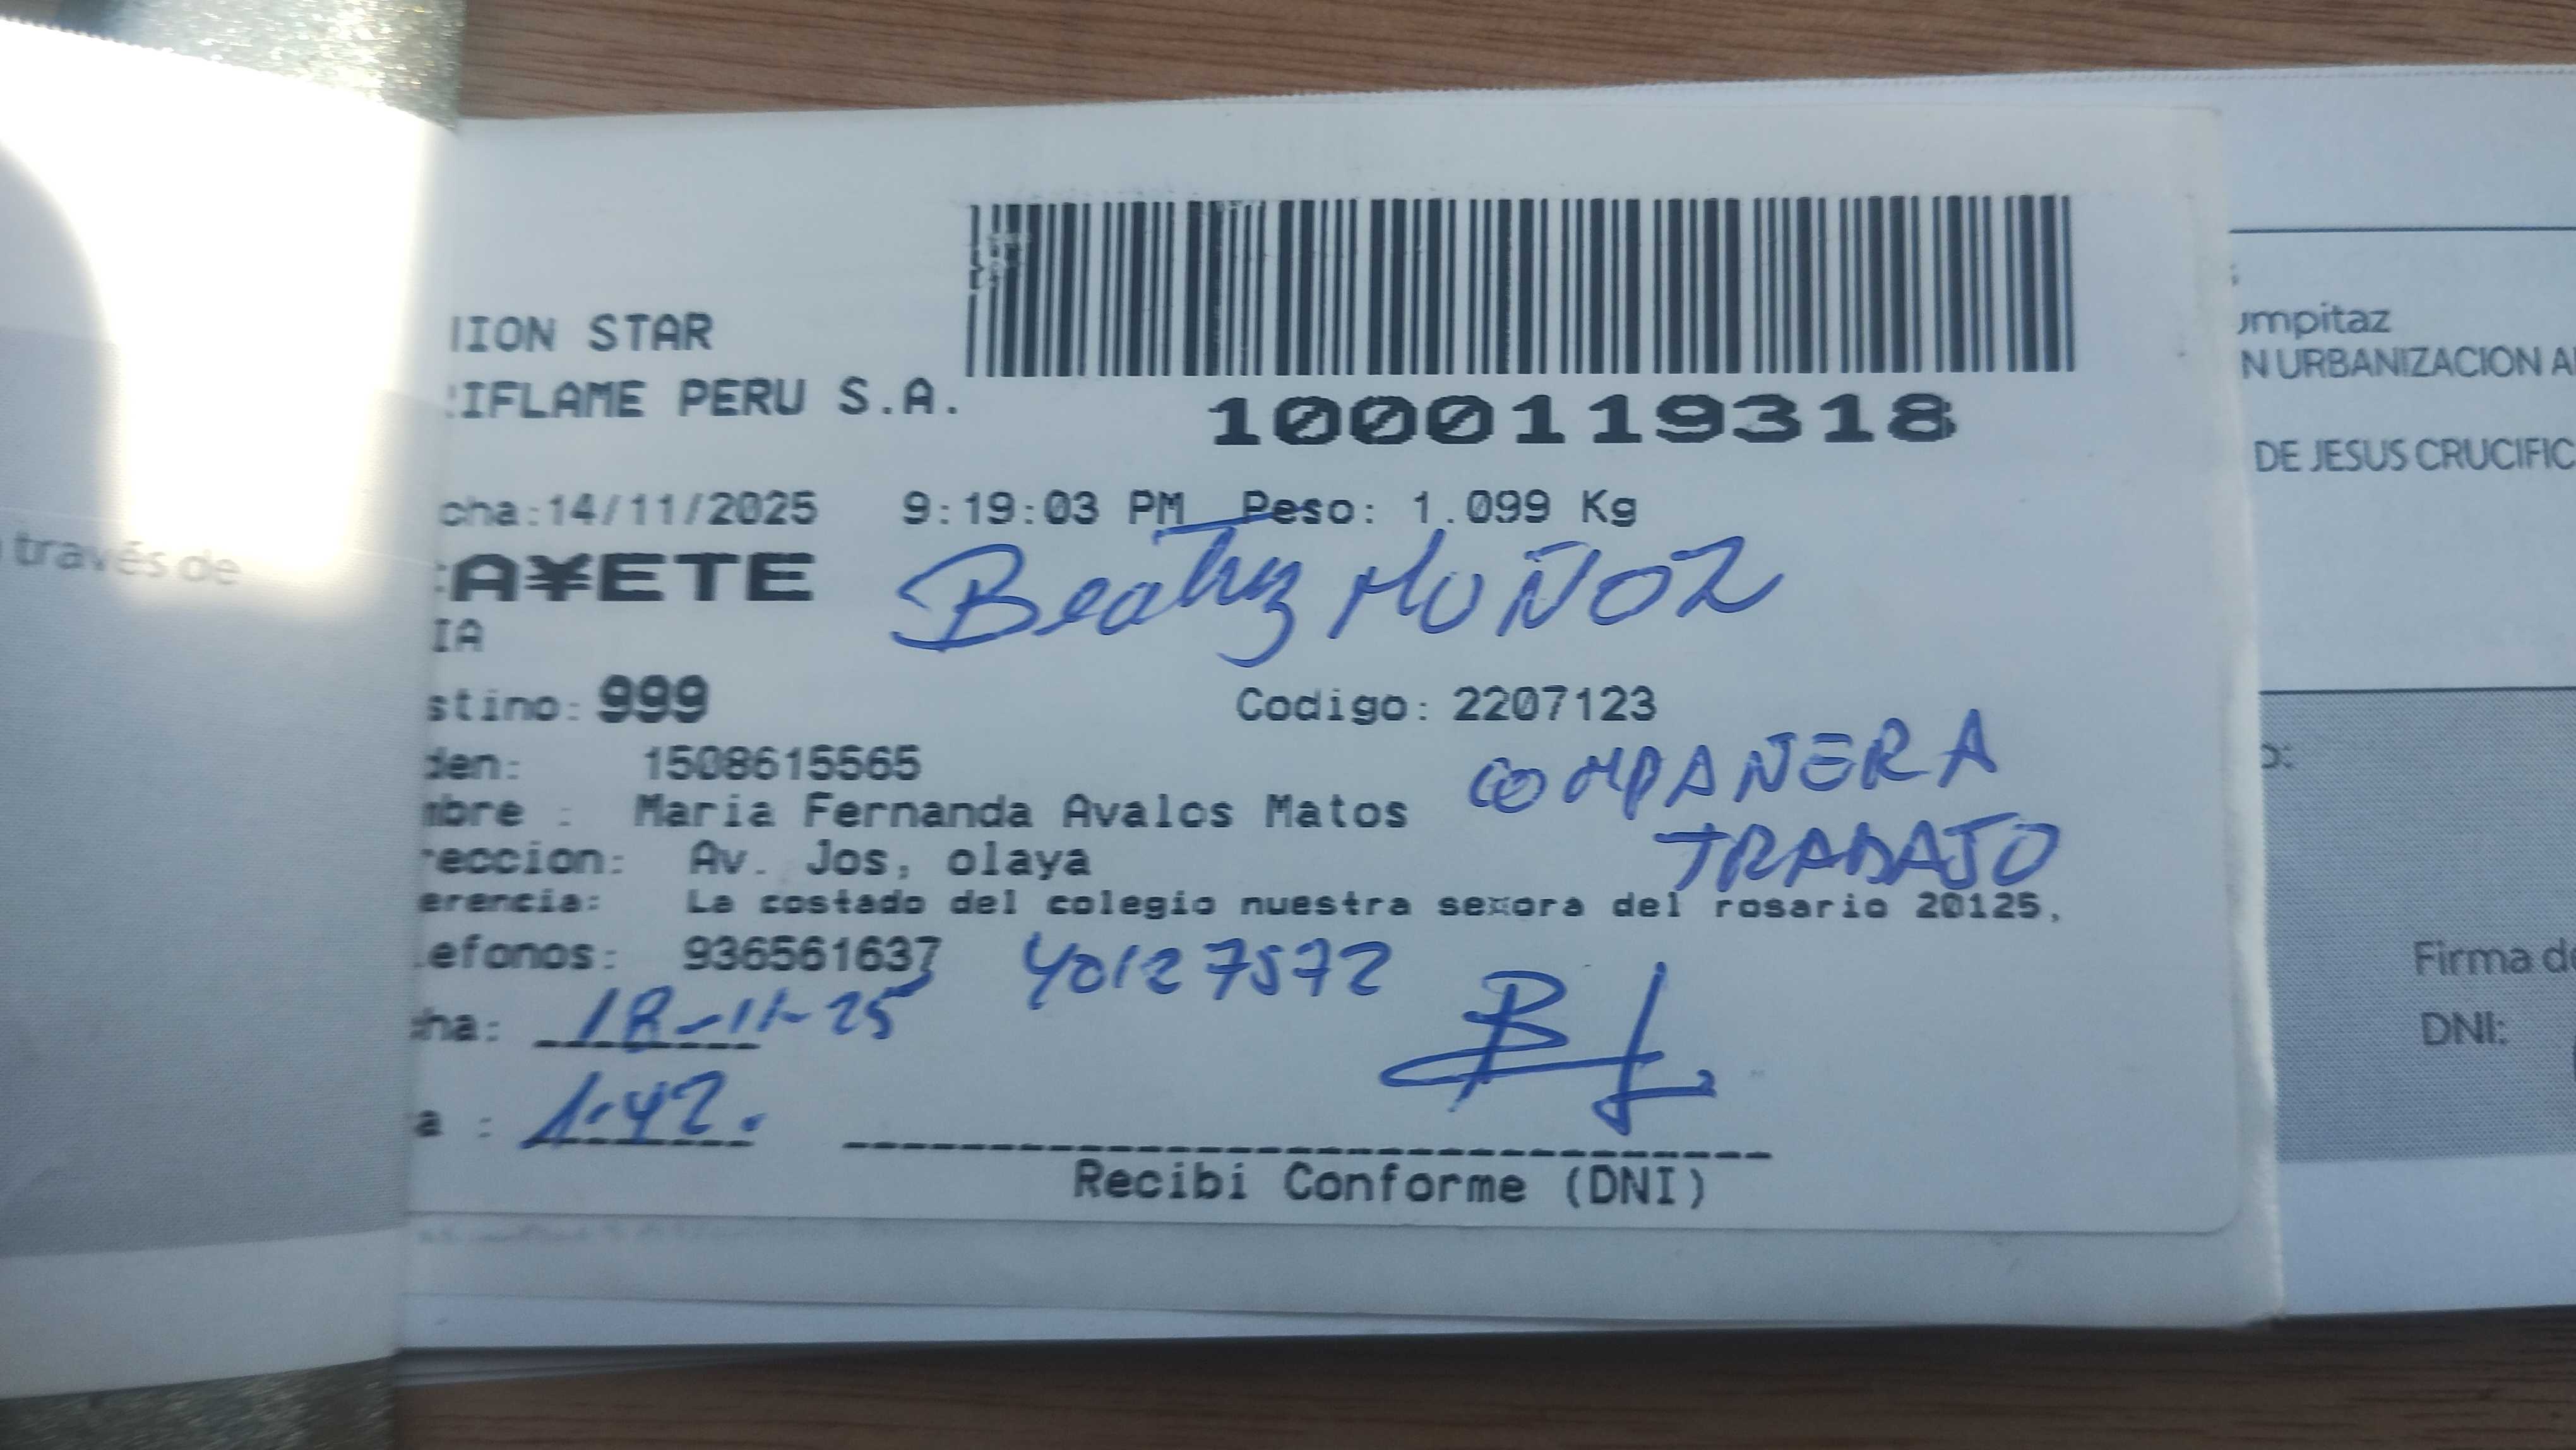 IION STAR
IFLAME PERU S.A.
1000119318
cha:14/11/2025 9:19:03 PM Peso: 1.099 Kg
A¥ETE Beatriz MUÑOZ
IA
stino: 999 Codigo: 2207123
den: 1508615565 COMPAÑERA
mbre : Maria Fernanda Avalos Matos
TRABAJO
reccion: Av. Jos, olaya
erencia: La costado del colegio nuestra se¤ora del rosario 20125,
efonos: 936561637 40127572
ha: 18-11-25
a : 1.42.
Recibi Conforme (DNI)
través de
umpitaz
N URBANIZACION A
DE JESUS CRUCIFIC
o:
Firma de
DNI: